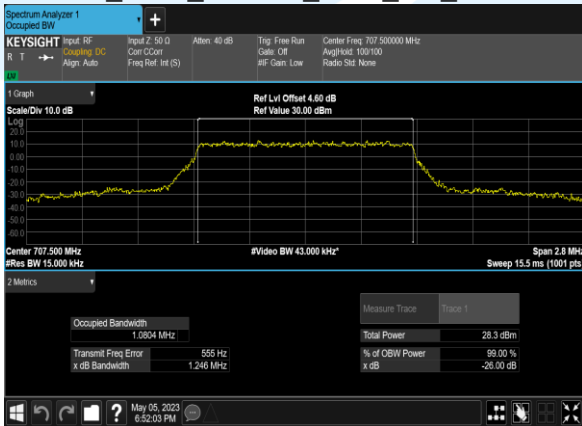 Spectrum Analyzer 1
Occupied BW
KEYSIGHT Input: RF Input Z: 50 Ω Atten: 40 dB Trig: Free Run Center Freq: 707.500000 MHz
R T Coupling: DC Corr CCorr Gate: Off Avg|Hold: 100/100
Align: Auto Freq Ref: Int (S) #IF Gain: Low Radio Std: None
1 Graph
Ref Lvl Offset 4.60 dB
Scale/Div 10.0 dB Ref Value 30.00 dBm
Log
20.0
10.0
0.00
-10.0
-20.0
-30.0
-40.0
-50.0
-60.0
Center 707.500 MHz #Video BW 43.000 kHz* Span 2.8 MHz
#Res BW 15.000 kHz Sweep 15.5 ms (1001 pts
2 Metrics
Measure Trace Trace 1
Occupied Bandwidth
1.0804 MHz Total Power 28.3 dBm
Transmit Freq Error 555 Hz % of OBW Power 99.00 %
x dB Bandwidth 1.246 MHz x dB -26.00 dB
May 05, 2023
6:52:03 PM